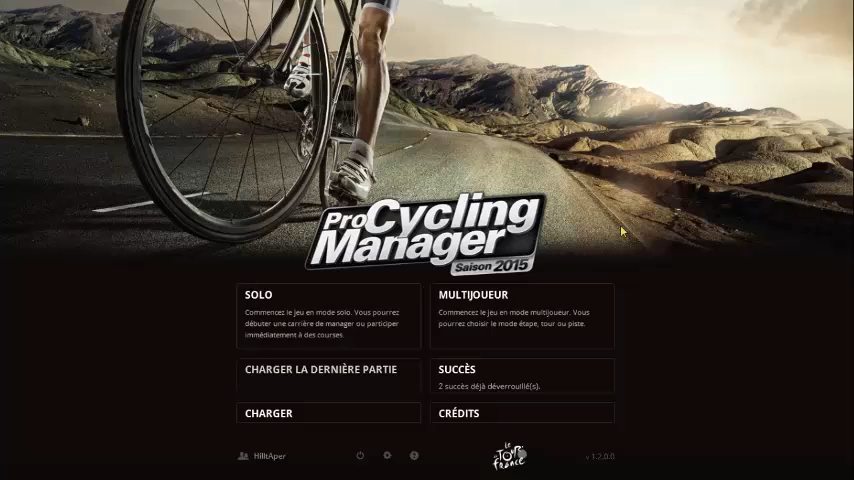 Pro Cycling
Manager
Saison 2015
SOLO
Commencez le jeu en mode solo. Vous pourrez
débuter une carrière de manager ou participer
immédiatement à des courses.
MULTIJOUEUR
Commencez le jeu en mode multijoueur. Vous
pourrez choisir le mode étape, tour ou piste.
CHARGER LA DERNIÈRE PARTIE
SUCCÈS
2 succès déjà déverrouillé(s).
CHARGER
CRÉDITS
HilltAper
le
TOUR
de
france
v 1.2.0.0